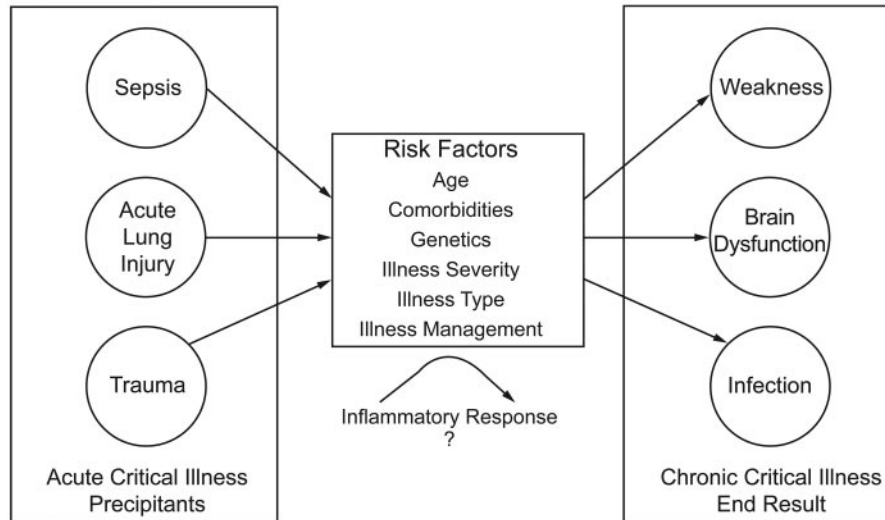 Sepsis
Acute
Lung
Injury
Trauma
Acute Critical Illness
Precipitants
Risk Factors
Age
Comorbidities
Genetics
Illness Severity
Illness Type
Illness Management
Inflammatory Response
?
Weakness
Brain
Dysfunction
Infection
Chronic Critical Illness
End Result